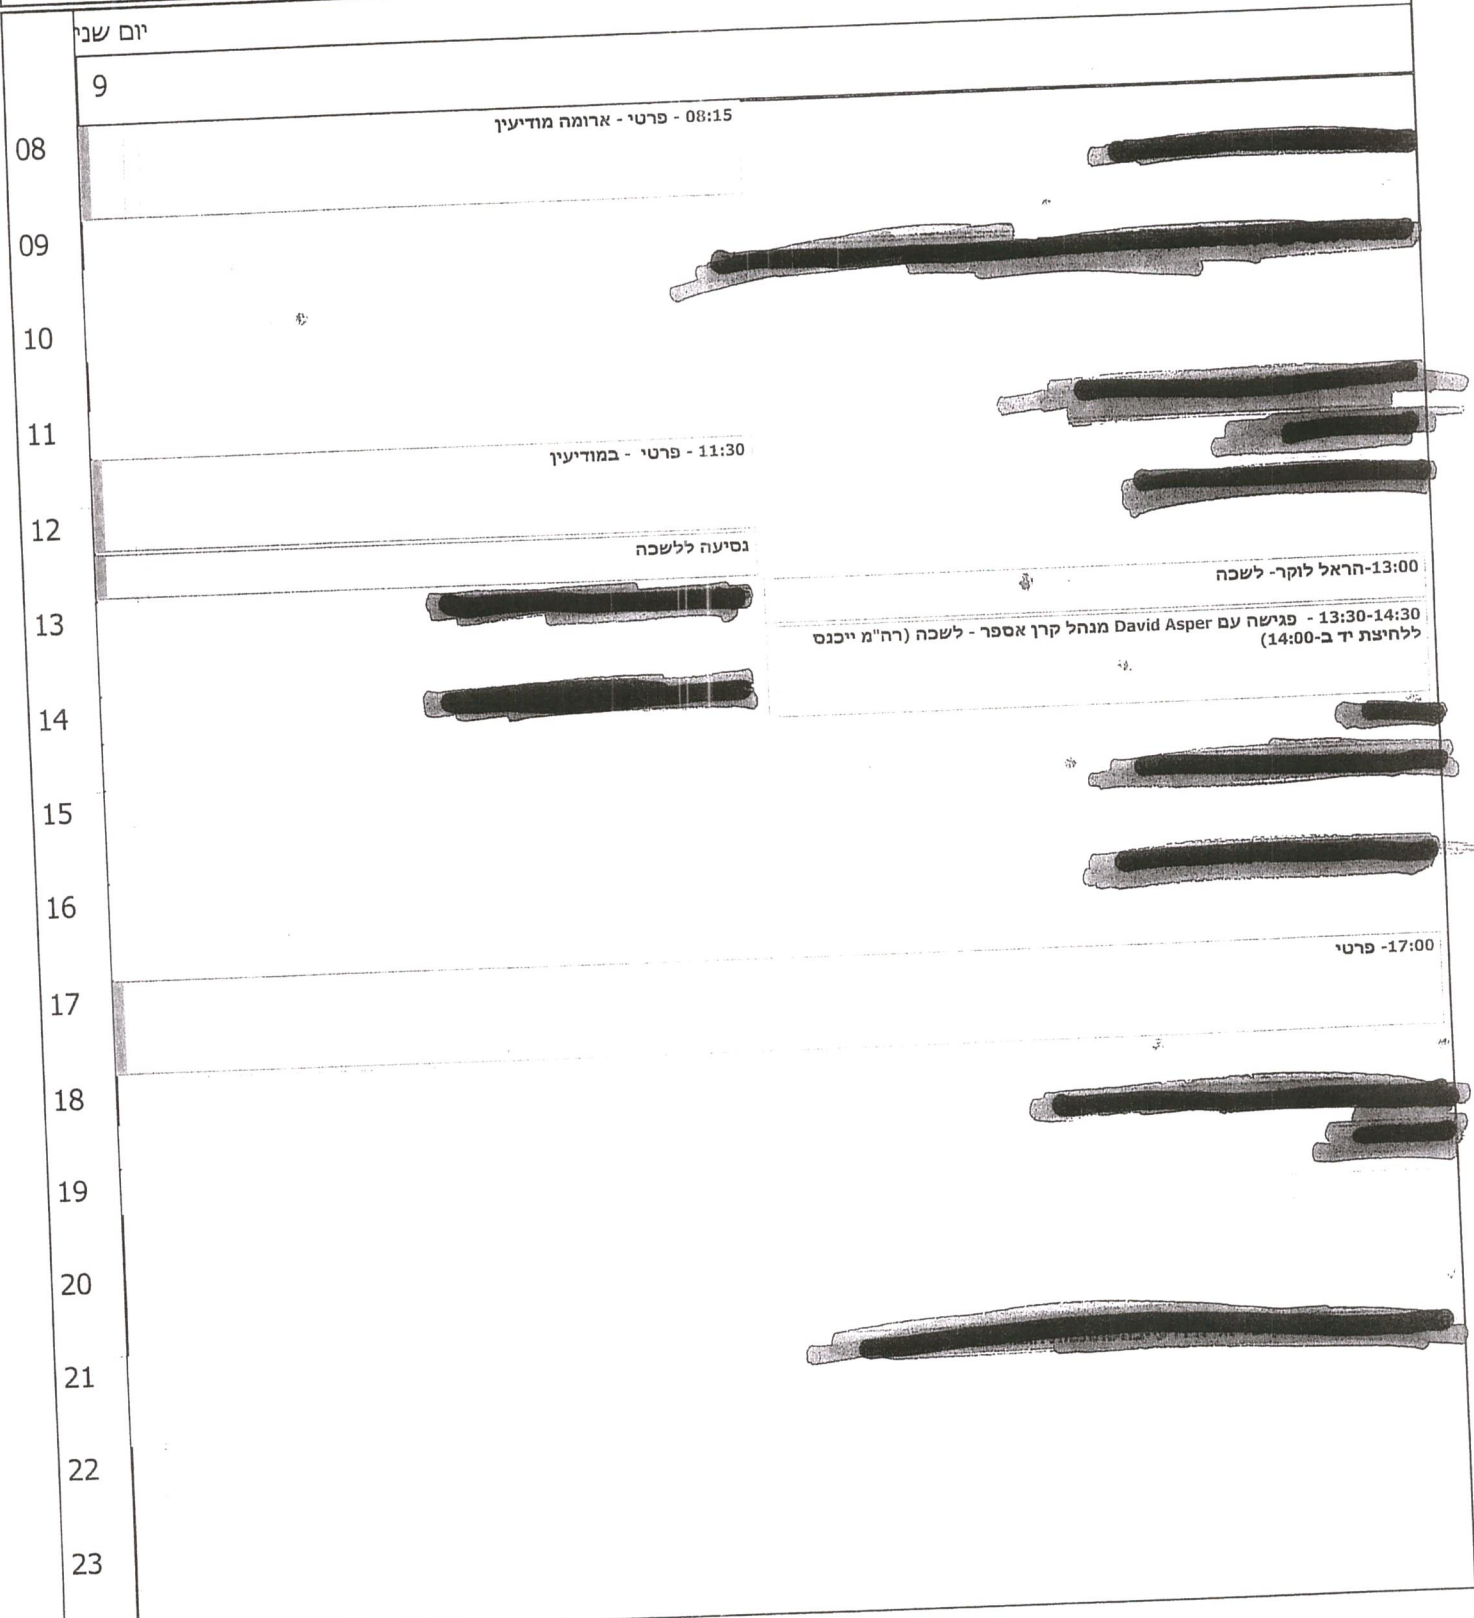 יום שני
9
08
08:15 - פרטי - ארומה מודיעין
09
10
11
11:30 - פרטי - במודיעין
12
נסיעה ללשכה
13:00-הראל לוקר- לשכה
13
13:30-14:30 - פגישה עם David Asper מנהל קרן אספר - לשכה (רה"מ ייכנס
ללחיצת יד ב-14:00)
14
15
16
17:00- פרטי
17
18
19
20
21
22
23